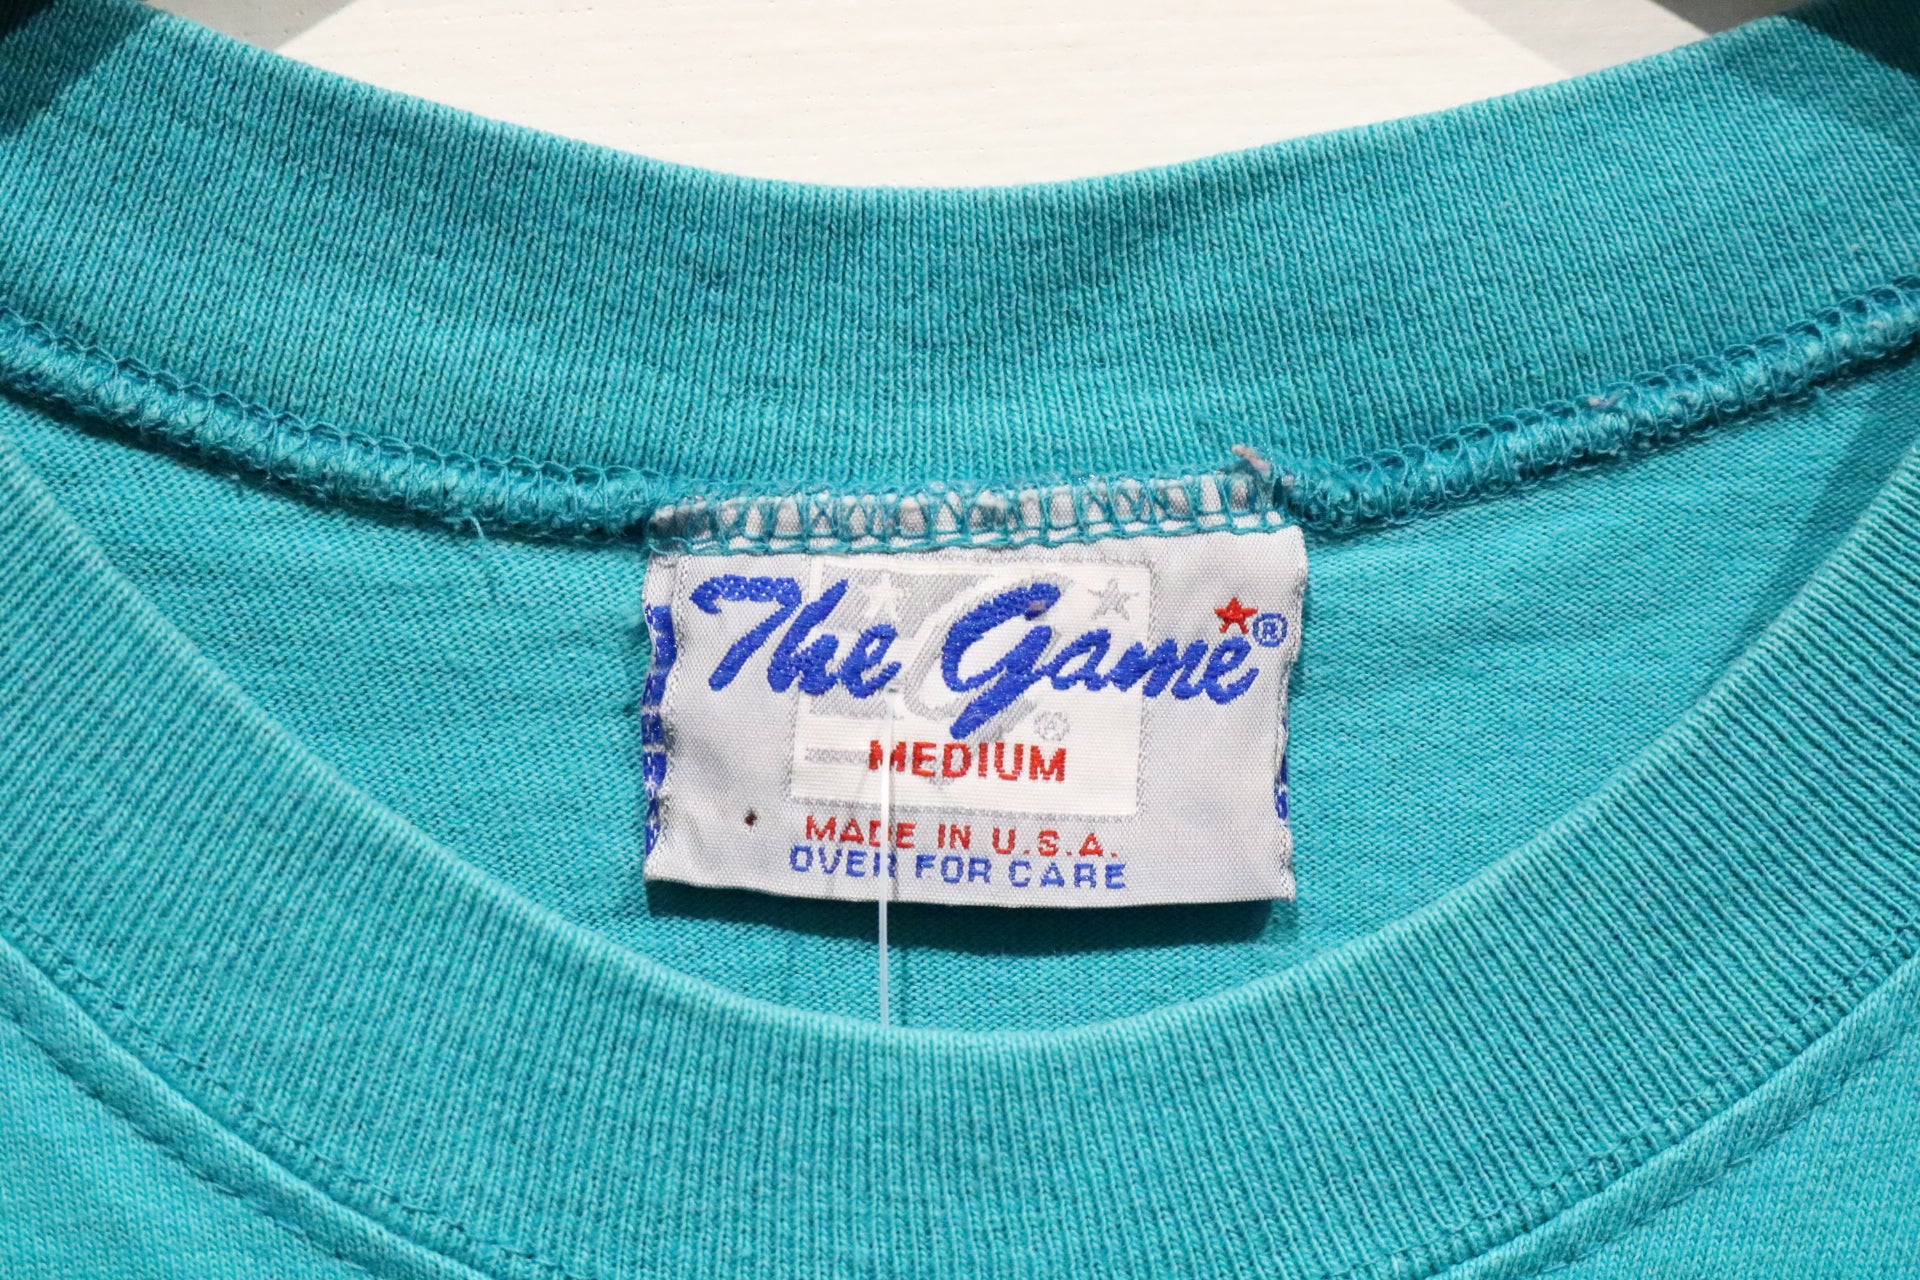 The Game®
®
MEDIUM
MADE IN U.S.A.
OVER FOR CARE